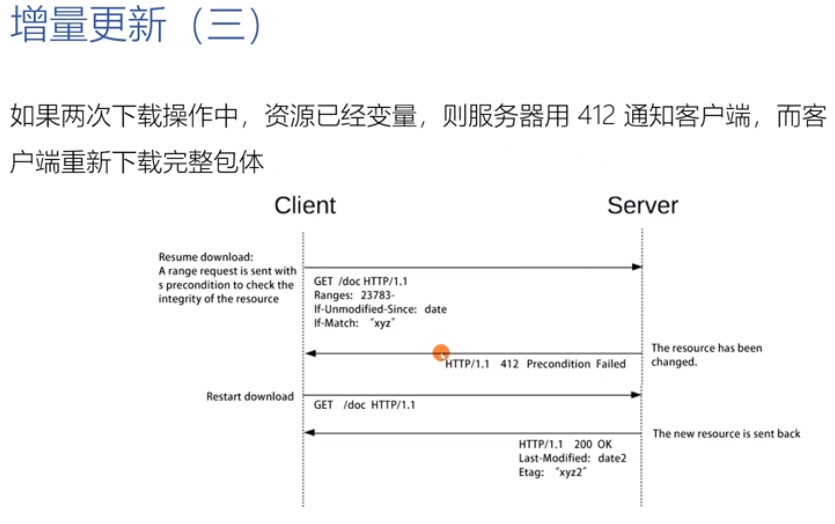 增量更新（三）
如果两次下载操作中，资源已经变量，则服务器用 412 通知客户端，而客
户端重新下载完整包体
Client
Server
Resume download:
A range request is sent with
s precondition to check the
integrity of the resource
GET /doc HTTP/1.1
Ranges: 23783-
If-Unmodified-Since: date
If-Match: "xyz"
HTTP/1.1 412 Precondition Failed
The resource has been
changed.
Restart download
GET /doc HTTP/1.1
HTTP/1.1 200 OK
Last-Modified: date2
Etag: "xyz2"
The new resource is sent back